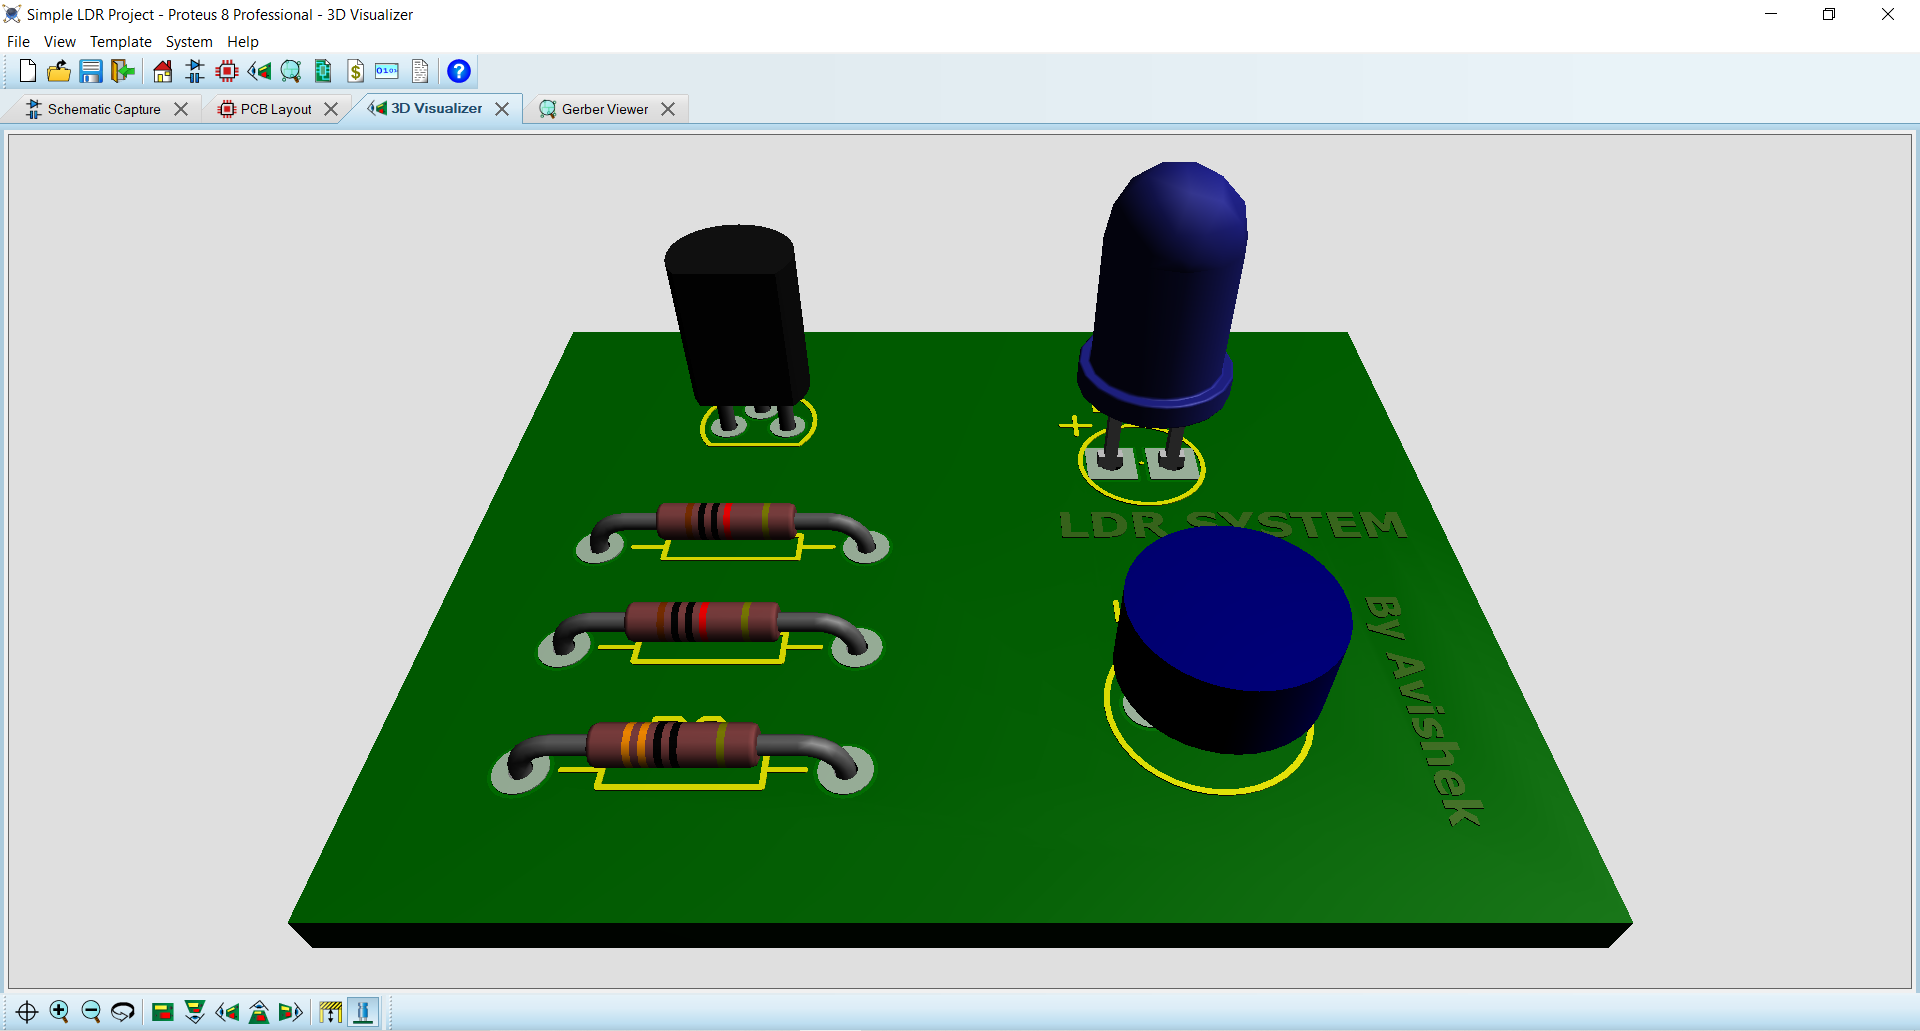 Simple LDR Project - Proteus 8 Professional - 3D Visualizer
File View Template System Help
Schematic Capture PCB Layout 3D Visualizer Gerber Viewer
+
LDR SYSTEM
By Avishek